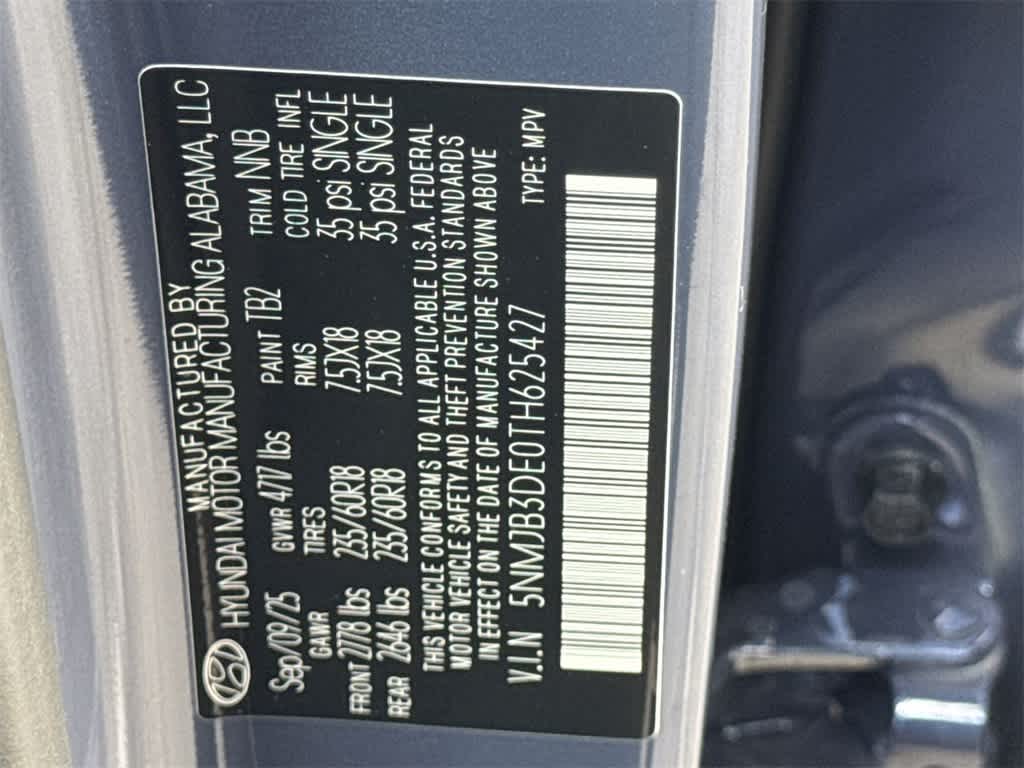 MANUFACTURED BY
HYUNDAI MOTOR MANUFACTURING ALABAMA, LLC
Sep/09/25 GVWR 4717 lbs PAINT TB2 TRIM NNB
GAWR TIRES RIMS COLD TIRE INFL
FRONT 2778 lbs 235/60R18 7.5JX18 35 psi SINGLE
REAR 2646 lbs 235/60R18 7.5JX18 35 psi SINGLE
THIS VEHICLE CONFORMS TO ALL APPLICABLE U.S.A. FEDERAL
MOTOR VEHICLE SAFETY AND THEFT PREVENTION STANDARDS
IN EFFECT ON THE DATE OF MANUFACTURE SHOWN ABOVE
V.I.N 5NMJB3DE0TH625427 TYPE: MPV